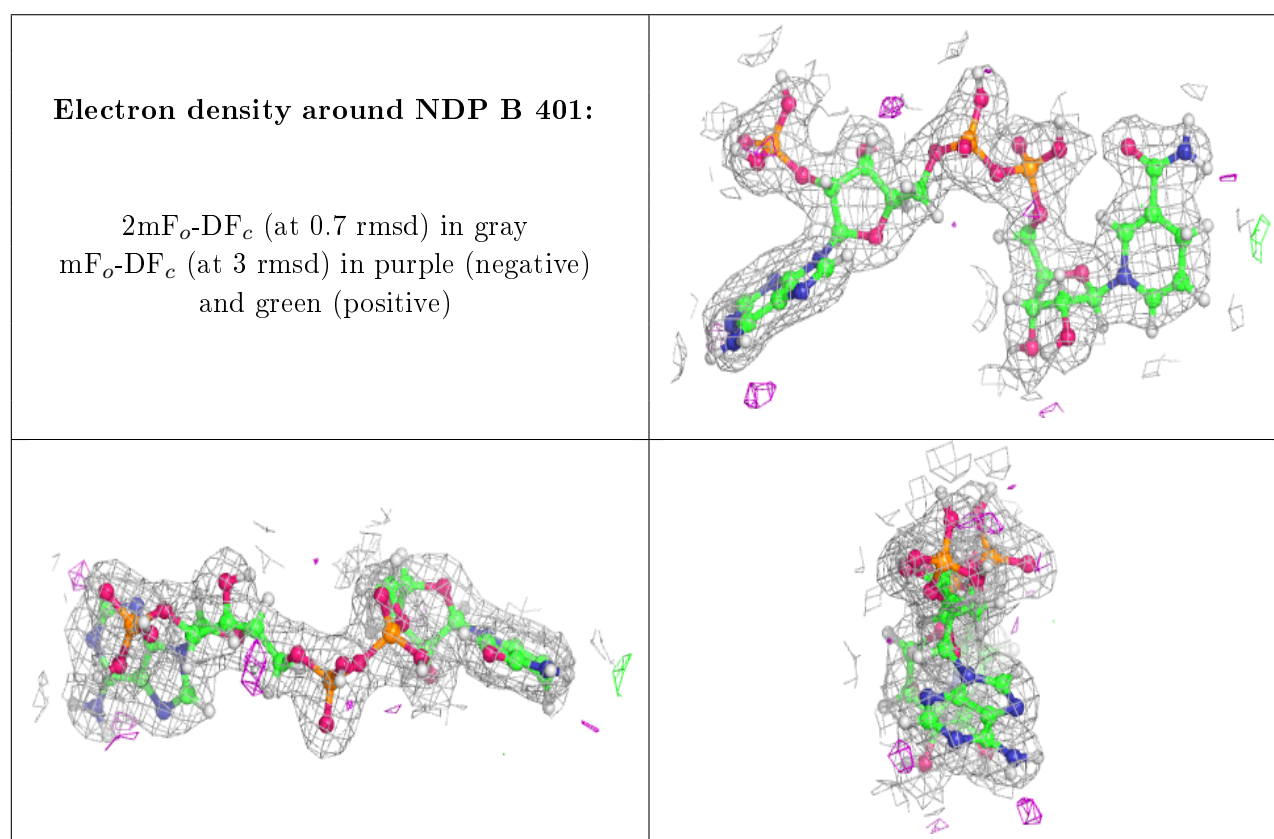 Electron density around NDP B 401:
2mFo-DFc (at 0.7 rmsd) in gray
mFo-DFc (at 3 rmsd) in purple (negative)
and green (positive)